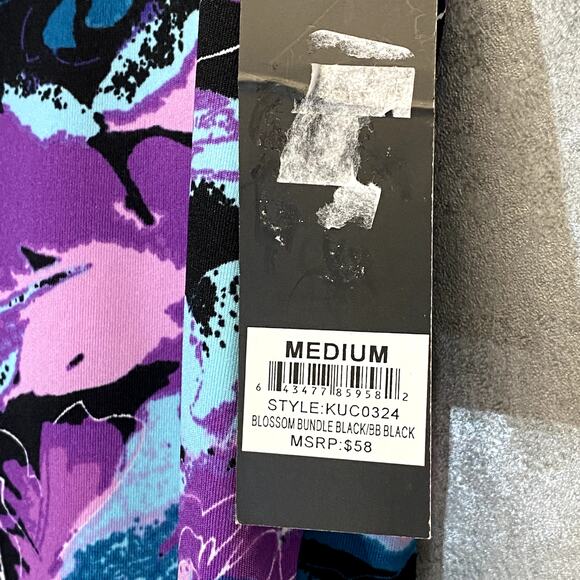 MEDIUM
6 43477 85958 2
STYLE:KUC0324
BLOSSOM BUNDLE BLACK/BB BLACK
MSRP:$58